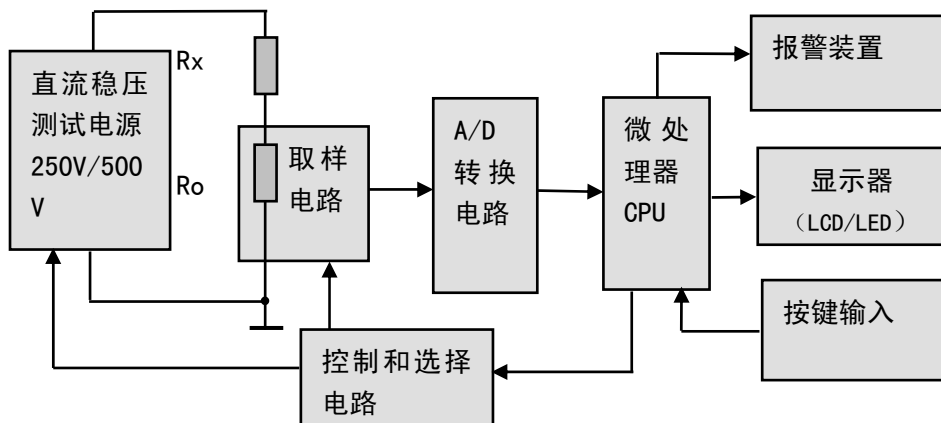 直流稳压
测试电源
250V/500
V
Rx
Ro
取样
电路
A/D
转换
电路
微处
理器
CPU
报警装置
显示器
（LCD/LED）
按键输入
控制和选择
电路